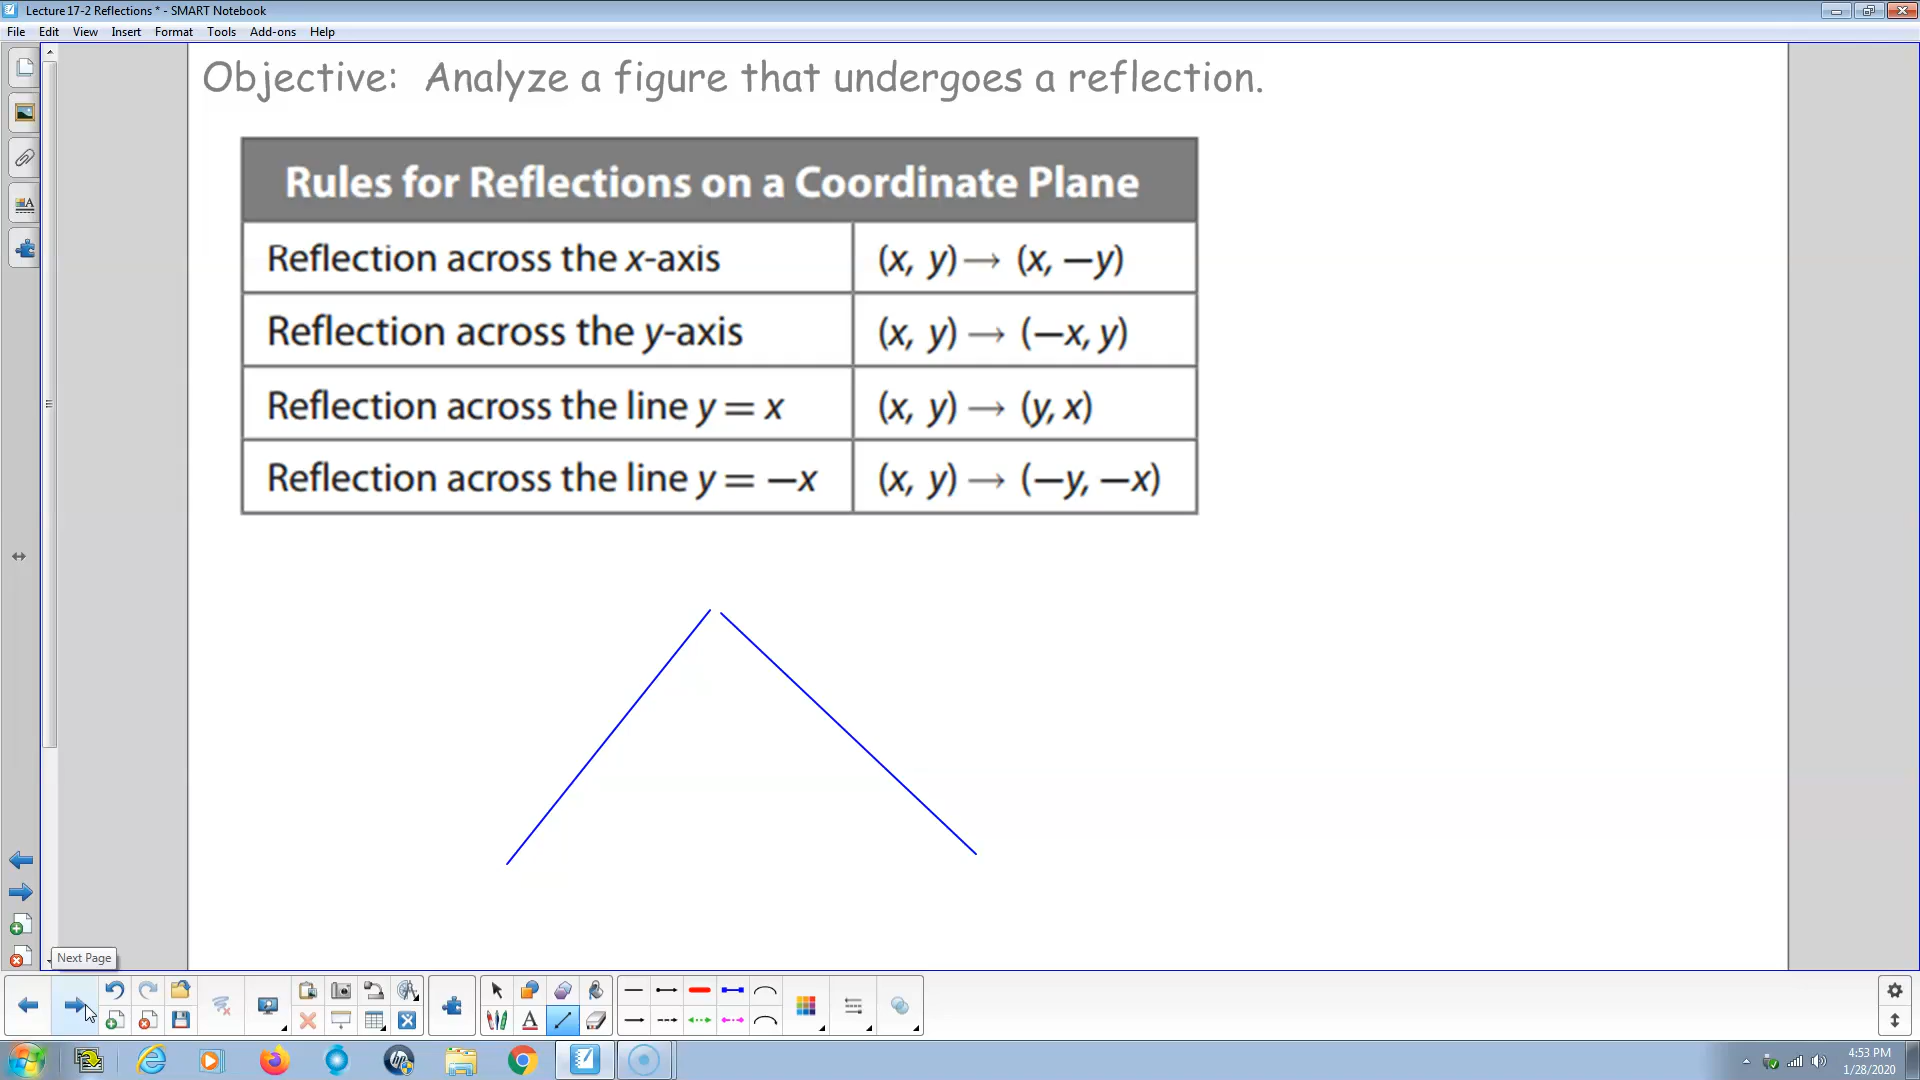 Lecture 17-2 Reflections * - SMART Notebook
File Edit View Insert Format Tools Add-ons Help
Objective: Analyze a figure that undergoes a reflection.
Rules for Reflections on a Coordinate Plane
Reflection across the x-axis (x, y) → (x, −y)
Reflection across the y-axis (x, y) → (−x, y)
Reflection across the line y = x (x, y) → (y, x)
Reflection across the line y = −x (x, y) → (−y, −x)
Next Page
4:53 PM
1/28/2020